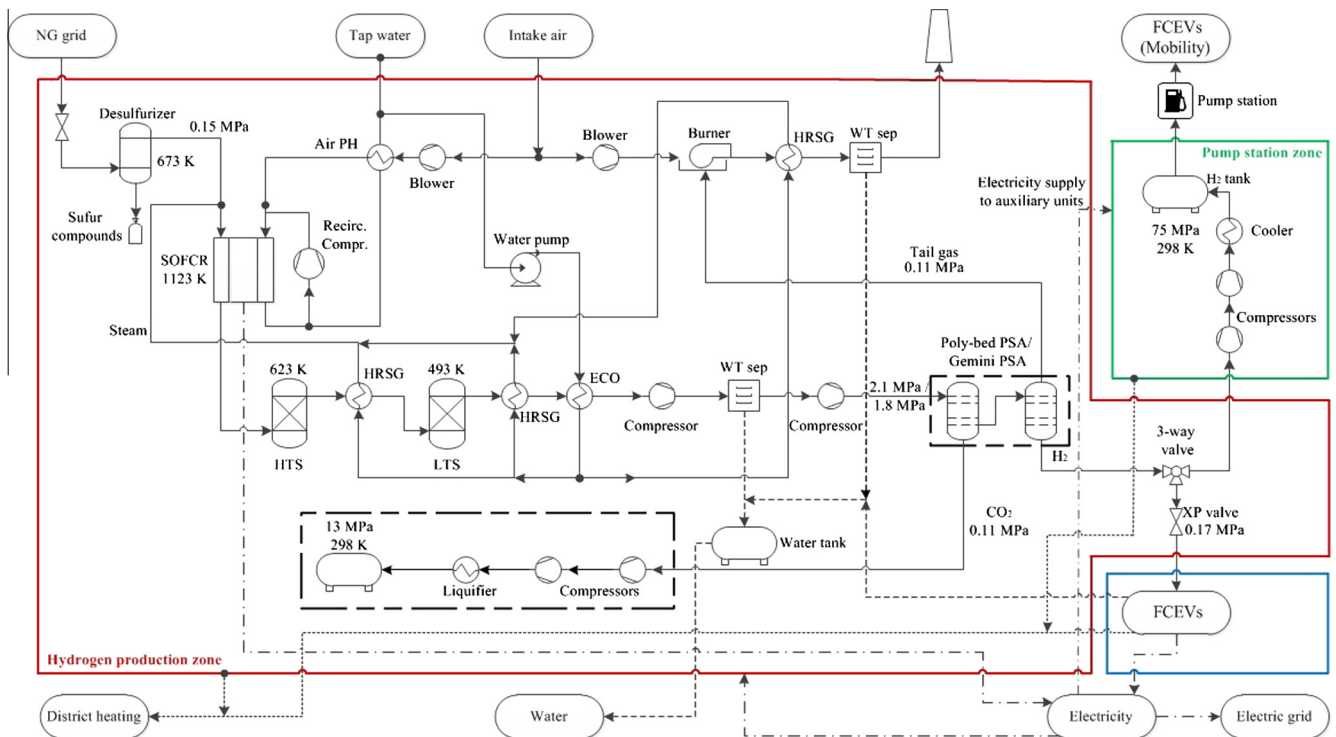 NG grid
Tap water
Intake air
FCEVs
(Mobility)
Pump station
Desulfurizer
0.15 MPa
673 K
Sufur
compounds
Air PH
Blower
Blower
Burner
HRSG
WT sep
Pump station zone
Electricity supply
to auxiliary units
H2 tank
75 MPa
298 K
Cooler
Compressors
SOFCR
1123 K
Recirc.
Compr.
Water pump
Tail gas
0.11 MPa
Steam
623 K
HRSG
493 K
HRSG
ECO
WT sep
Poly-bed PSA/
Gemini PSA
2.1 MPa /
1.8 MPa
HTS
LTS
Compressor
Compressor
H2
3-way
valve
CO2
0.11 MPa
XP valve
0.17 MPa
13 MPa
298 K
Liquifier
Compressors
Water tank
FCEVs
Hydrogen production zone
District heating
Water
Electricity
Electric grid